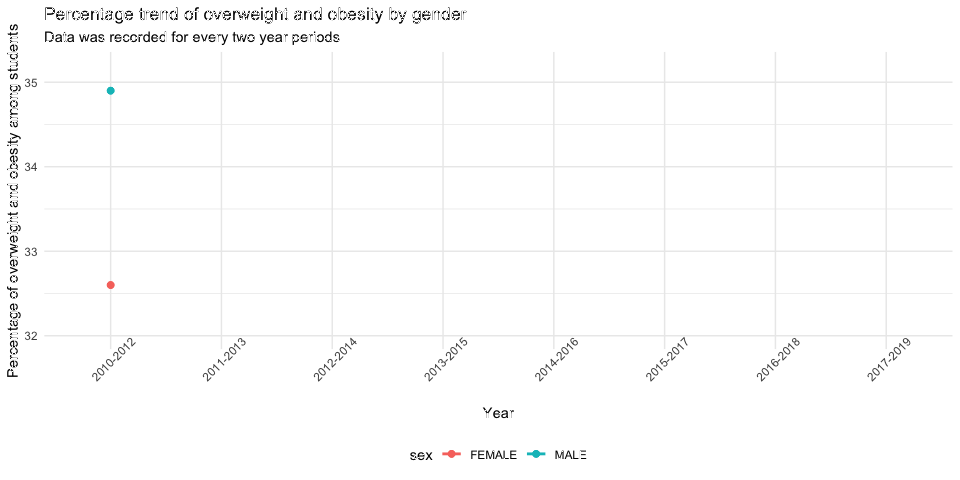 Percentage trend of overweight and obesity by gender
Data was recorded for every two year periods
Percentage of overweight and obesity among students
35
34
33
32
2010-2012
2011-2013
2012-2014
2013-2015
2014-2016
2015-2017
2016-2018
2017-2019
Year
sex FEMALE MALE